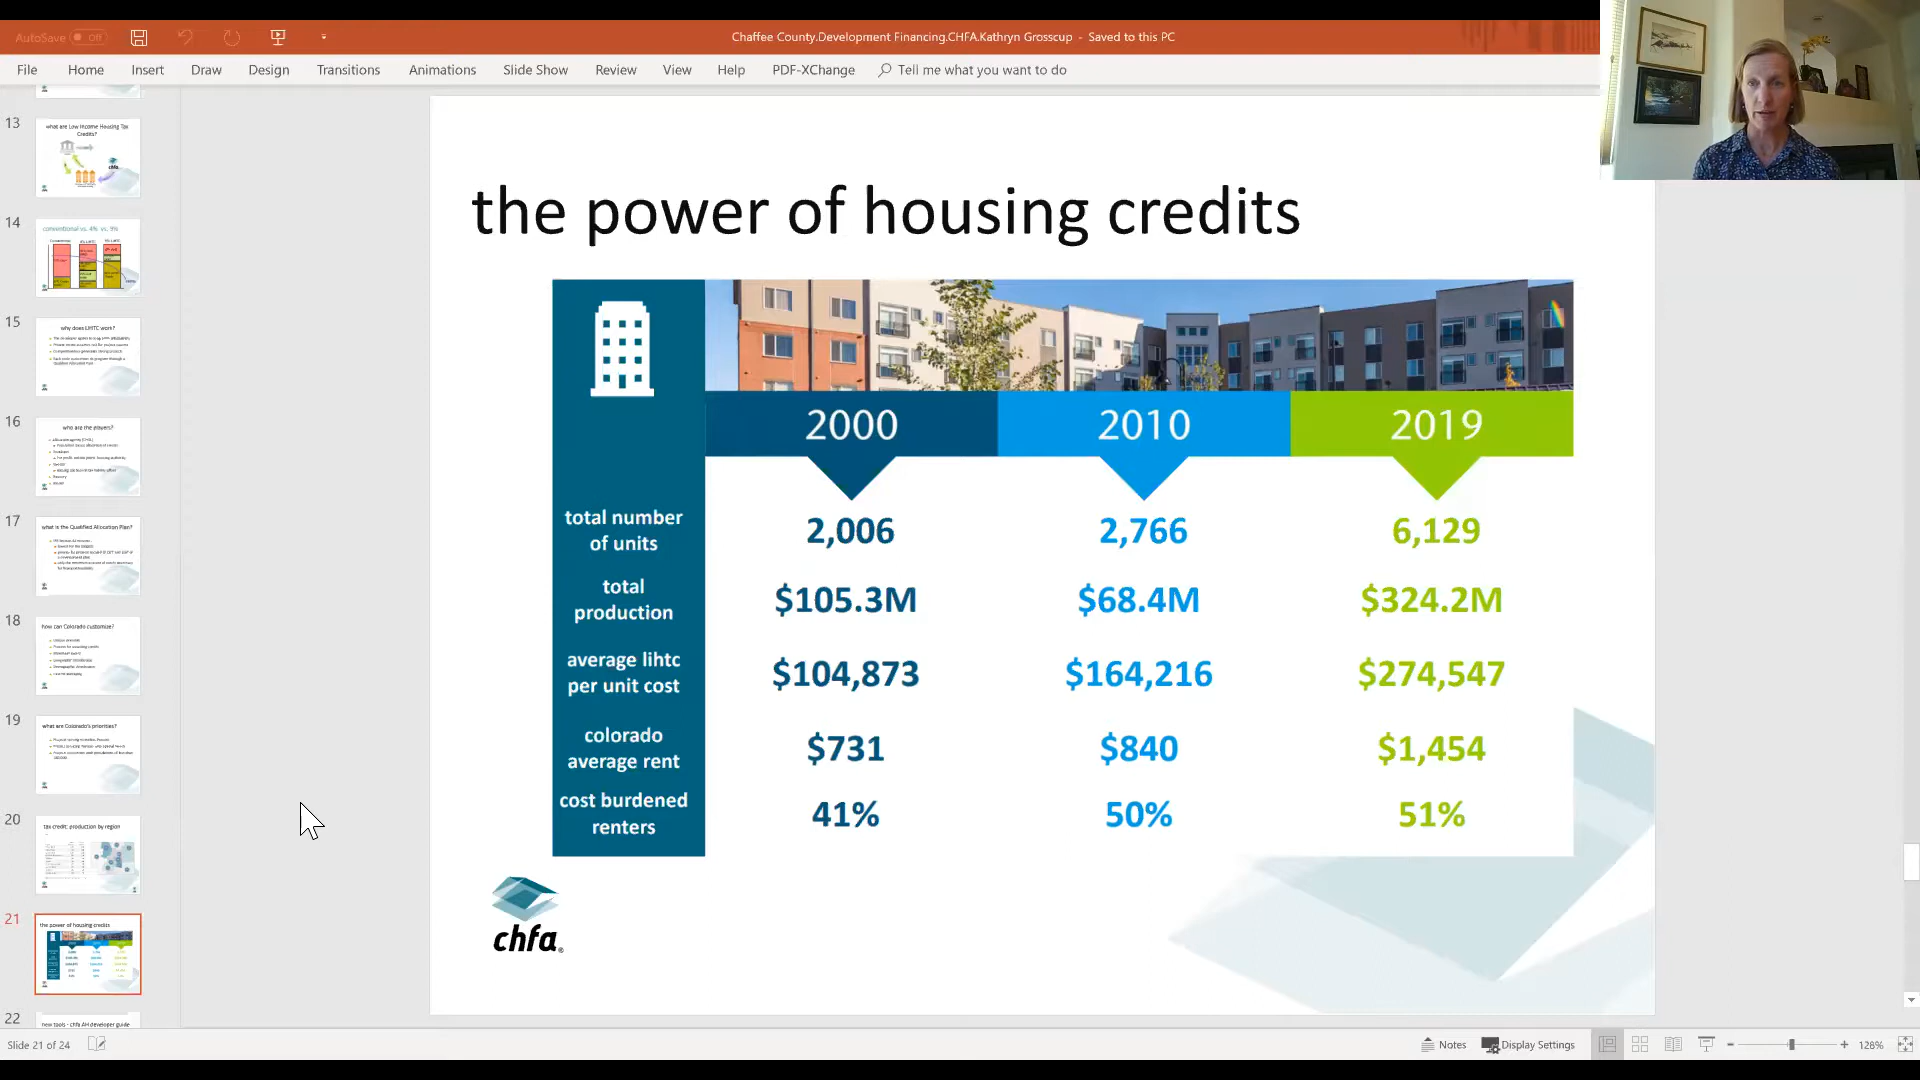 AutoSave Off
Chaffee County.Development Financing.CHFA.Kathryn Grosscup - Saved to this PC
File Home Insert Draw Design Transitions Animations Slide Show Review View Help PDF-XChange Tell me what you want to do
13
what are Low Income Housing Tax
Credits?
14
conventional vs. 4% vs. 9%
15
why does LIHTC work?
16
who are the players?
17
what is the Qualified Allocation Plan?
18
how can Colorado customize?
19
what are Colorado's priorities?
20
tax credit production by region
21
the power of housing credits
22
new tools - chfa AH developer guide
the power of housing credits
2000 2010 2019
total number
of units
2,006 2,766 6,129
total
production
$105.3M $68.4M $324.2M
average lihtc
per unit cost
$104,873 $164,216 $274,547
colorado
average rent
$731 $840 $1,454
cost burdened
renters
41% 50% 51%
chfa®
Slide 21 of 24
Notes Display Settings 128%